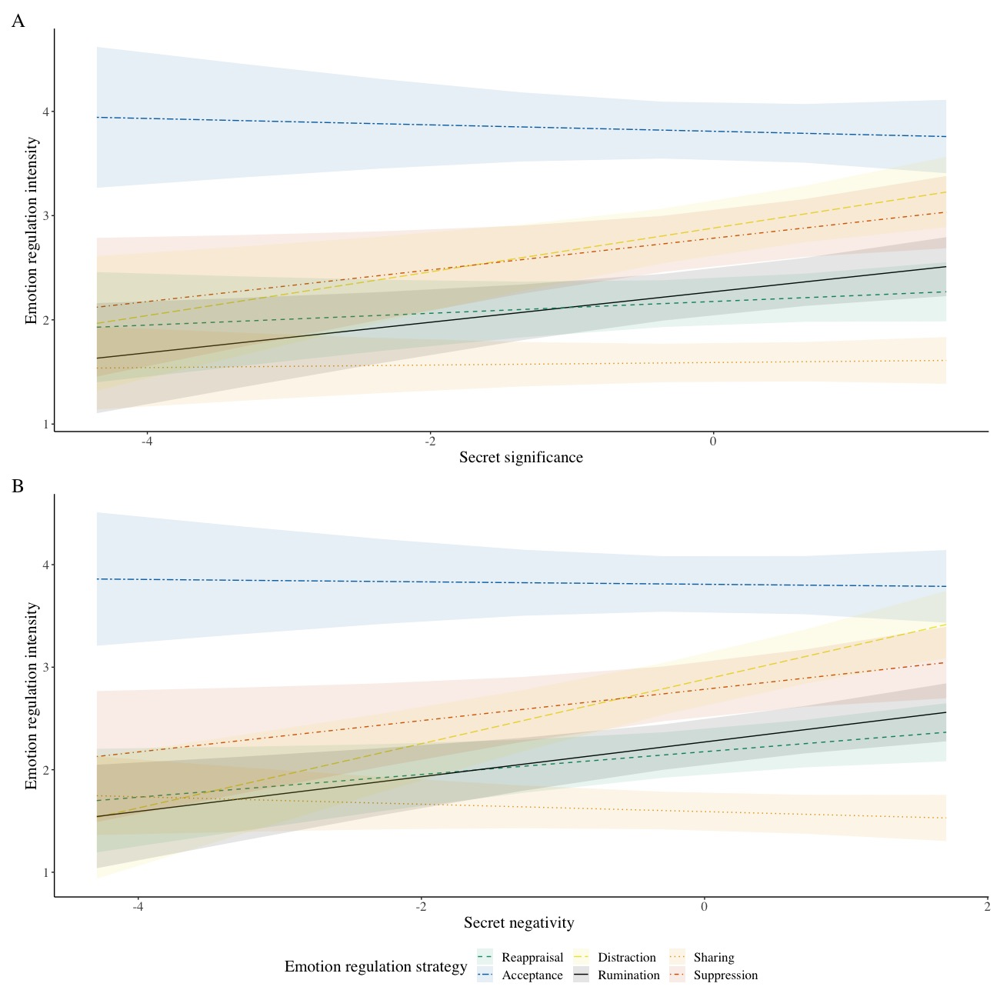 A
Emotion regulation intensity
4
3
2
1
-4
-2
0
Secret significance
B
Emotion regulation intensity
4
3
2
1
-4
-2
0
2
Secret negativity
Emotion regulation strategy
Reappraisal
Distraction
Sharing
Acceptance
Rumination
Suppression